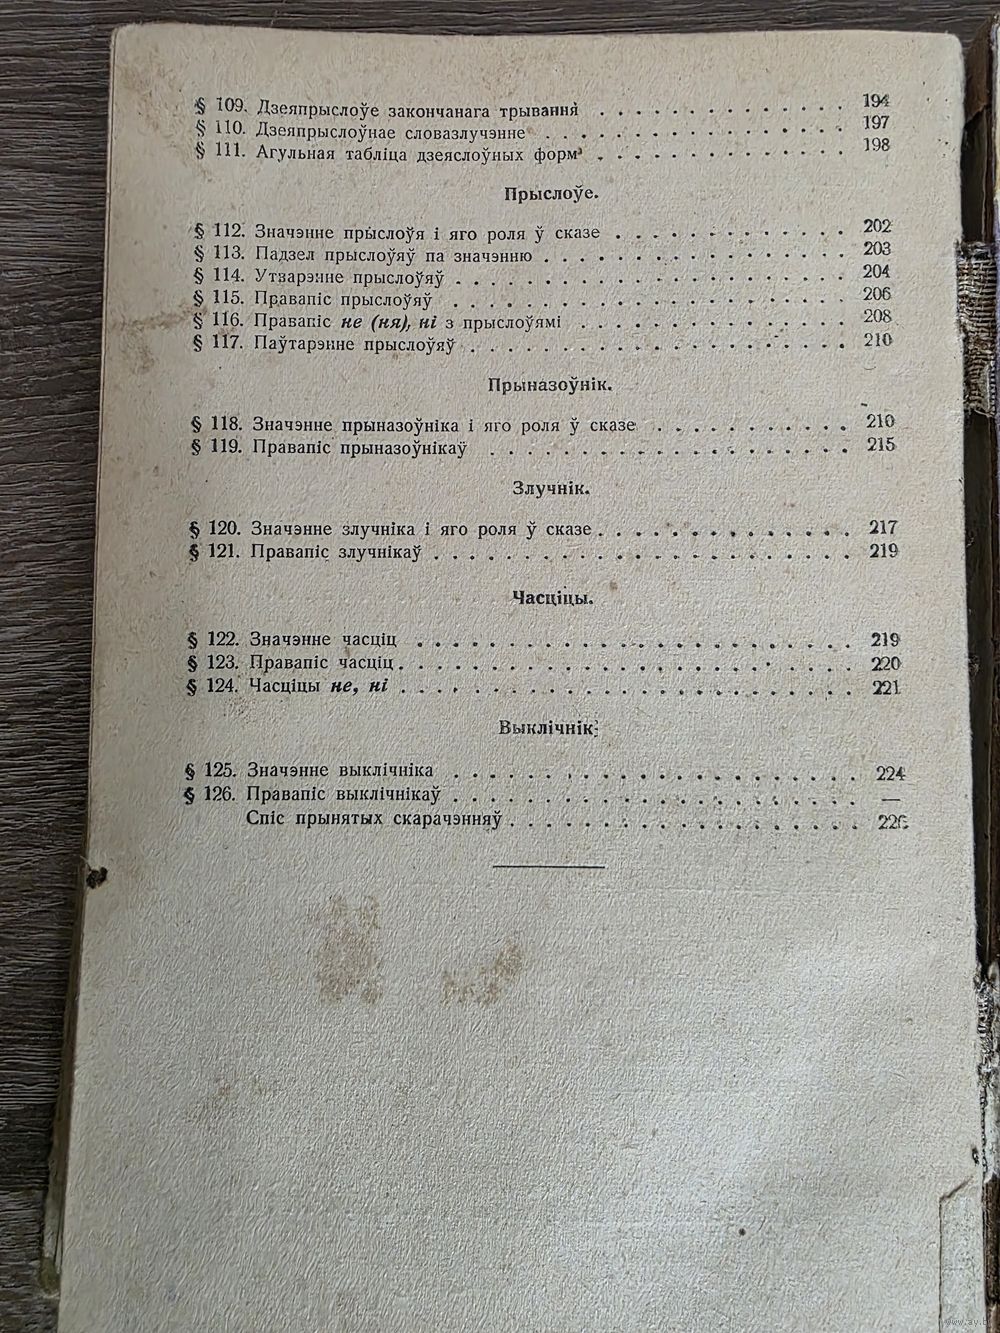 § 109. Дзеяпрыслоўе закончанага трывання . . . . . . . . . 194
§ 110. Дзеяпрыслоўнае словазлучэнне . . . . . . . . . . . 197
§ 111. Агульная табліца дзеяслоўных форм . . . . . . . . . 198
Прыслоўе.
§ 112. Значэнне прыслоўя і яго роля ў сказе . . . . . . . . . 202
§ 113. Падзел прыслоўяў па значэнню . . . . . . . . . . . 203
§ 114. Утварэнне прыслоўяў . . . . . . . . . . . . . . 204
§ 115. Правапіс прыслоўяў . . . . . . . . . . . . . . 206
§ 116. Правапіс не (ня), ні з прыслоўямі . . . . . . . . . . 208
§ 117. Паўтарэнне прыслоўяў . . . . . . . . . . . . . . 210
Прыназоўнік.
§ 118. Значэнне прыназоўніка і яго роля ў сказе . . . . . . . . 210
§ 119. Правапіс прыназоўнікаў . . . . . . . . . . . . . 215
Злучнік.
§ 120. Значэнне злучніка і яго роля ў сказе . . . . . . . . . . 217
§ 121. Правапіс злучнікаў . . . . . . . . . . . . . . . 219
Часціцы.
§ 122. Значэнне часціц . . . . . . . . . . . . . . . . 219
§ 123. Правапіс часціц . . . . . . . . . . . . . . . . 220
§ 124. Часціцы не, ні . . . . . . . . . . . . . . . . 221
Выклічнік.
§ 125. Значэнне выклічніка . . . . . . . . . . . . . . . 224
§ 126. Правапіс выклічнікаў . . . . . . . . . . . . . . —
Спіс прынятых скарачэнняў . . . . . . . . . . . . 226